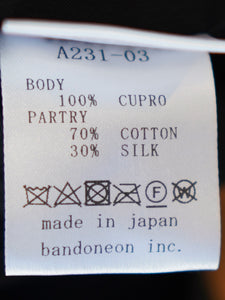 A231-03
BODY
100% CUPRO
PARTRY
70% COTTON
30% SILK
F W
made in japan
bandoneon inc.